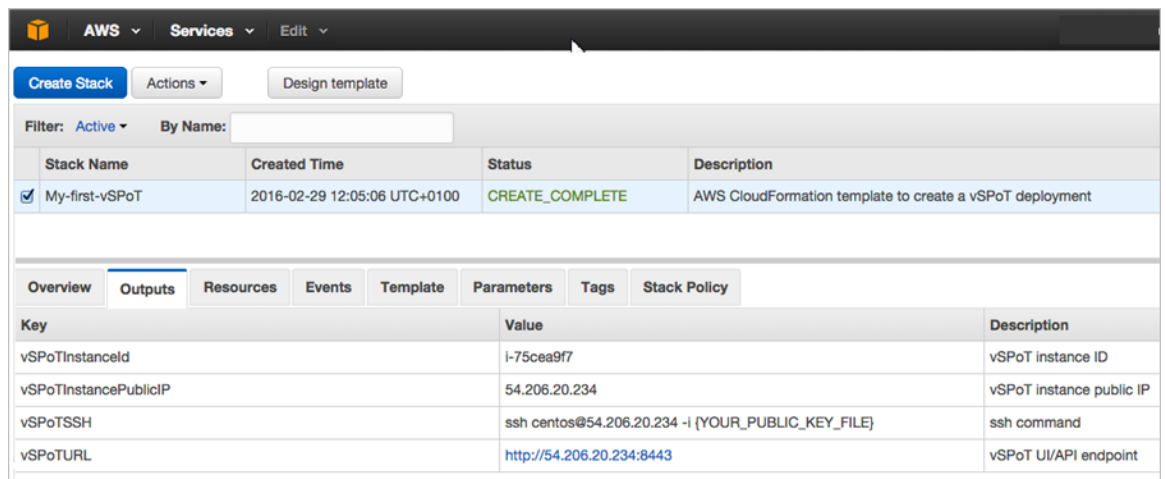 AWS Services Edit
Create Stack Actions Design template
Filter: Active By Name:
Stack Name Created Time Status Description
My-first-vSPoT 2016-02-29 12:05:06 UTC+0100 CREATE_COMPLETE AWS CloudFormation template to create a vSPoT deployment
Overview Outputs Resources Events Template Parameters Tags Stack Policy
Key Value Description
vSPoTInstanceId i-75cea9f7 vSPoT instance ID
vSPoTInstancePublicIP 54.206.20.234 vSPoT instance public IP
vSPoTSSH ssh centos@54.206.20.234 -i {YOUR_PUBLIC_KEY_FILE} ssh command
vSPoTURL http://54.206.20.234:8443 vSPoT UI/API endpoint